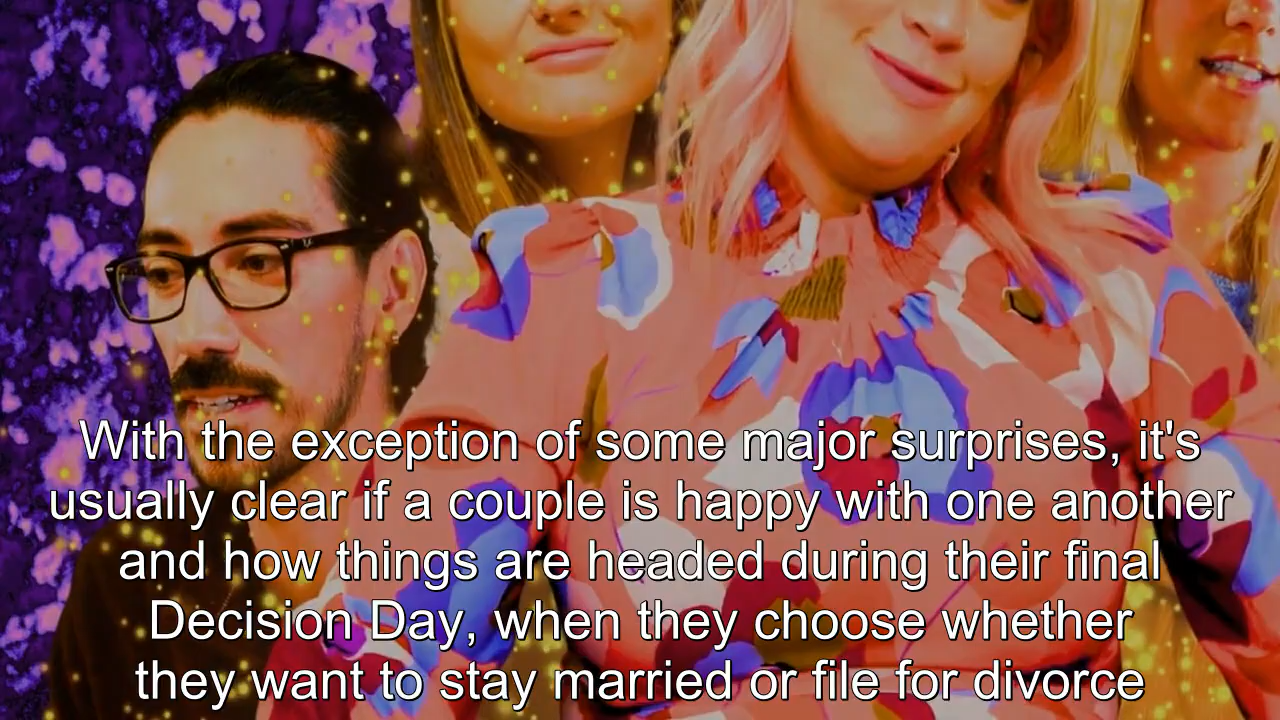 With the exception of some major surprises, it's
usually clear if a couple is happy with one another
and how things are headed during their final
Decision Day, when they choose whether
they want to stay married or file for divorce